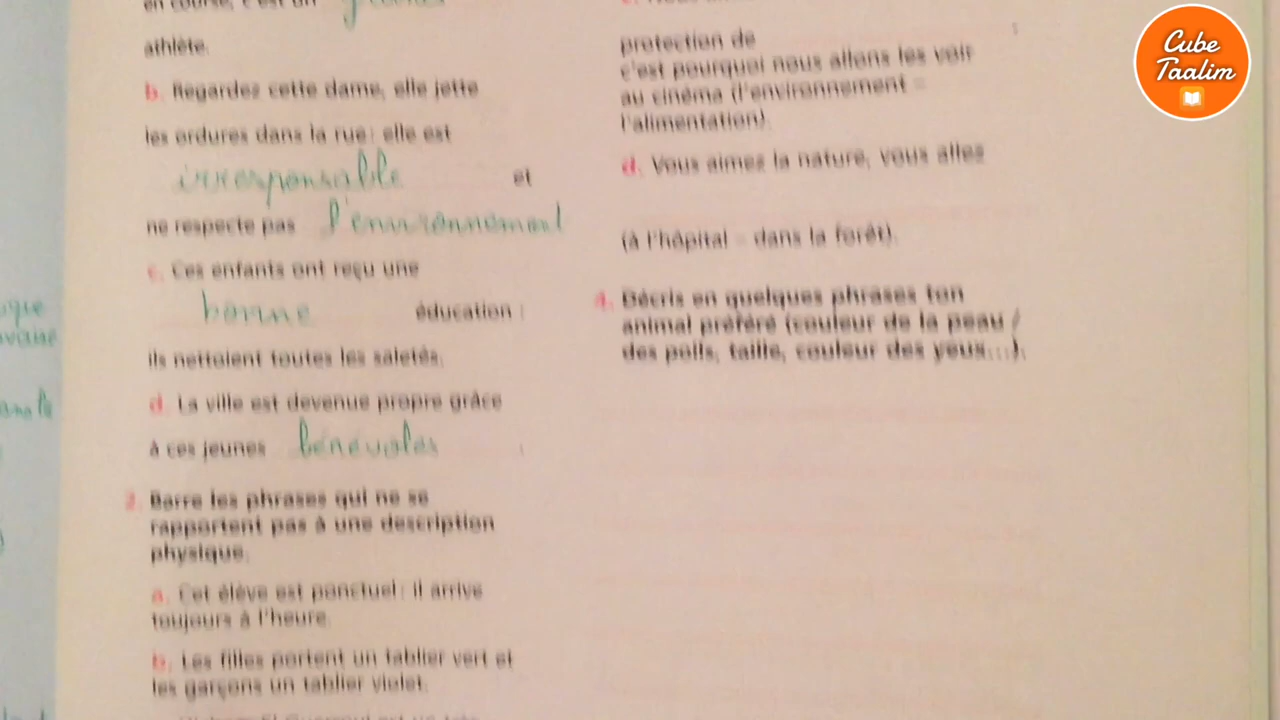 en course, c'est un
athlète.
b. Regardez cette dame, elle jette
les ordures dans la rue : elle est
irresponsable et
ne respecte pas l'environnement
c. Ces enfants ont reçu une
bonne éducation :
ils nettoient toutes les saletés.
d. La ville est devenue propre grâce
à ces jeunes bénévoles
2. Barre les phrases qui ne se
rapportent pas à une description
physique.
a. Cet élève est ponctuel : il arrive
toujours à l'heure.
b. Les filles portent un tablier vert et
les garçons un tablier violet.
protection de
c'est pourquoi nous allons les voir
au cinéma (l'environnement –
l'alimentation).
d. Vous aimez la nature, vous allez
(à l'hôpital – dans la forêt).
4. Décris en quelques phrases ton
animal préféré (couleur de la peau /
des poils, taille, couleur des yeux...).
Cube
Taalim